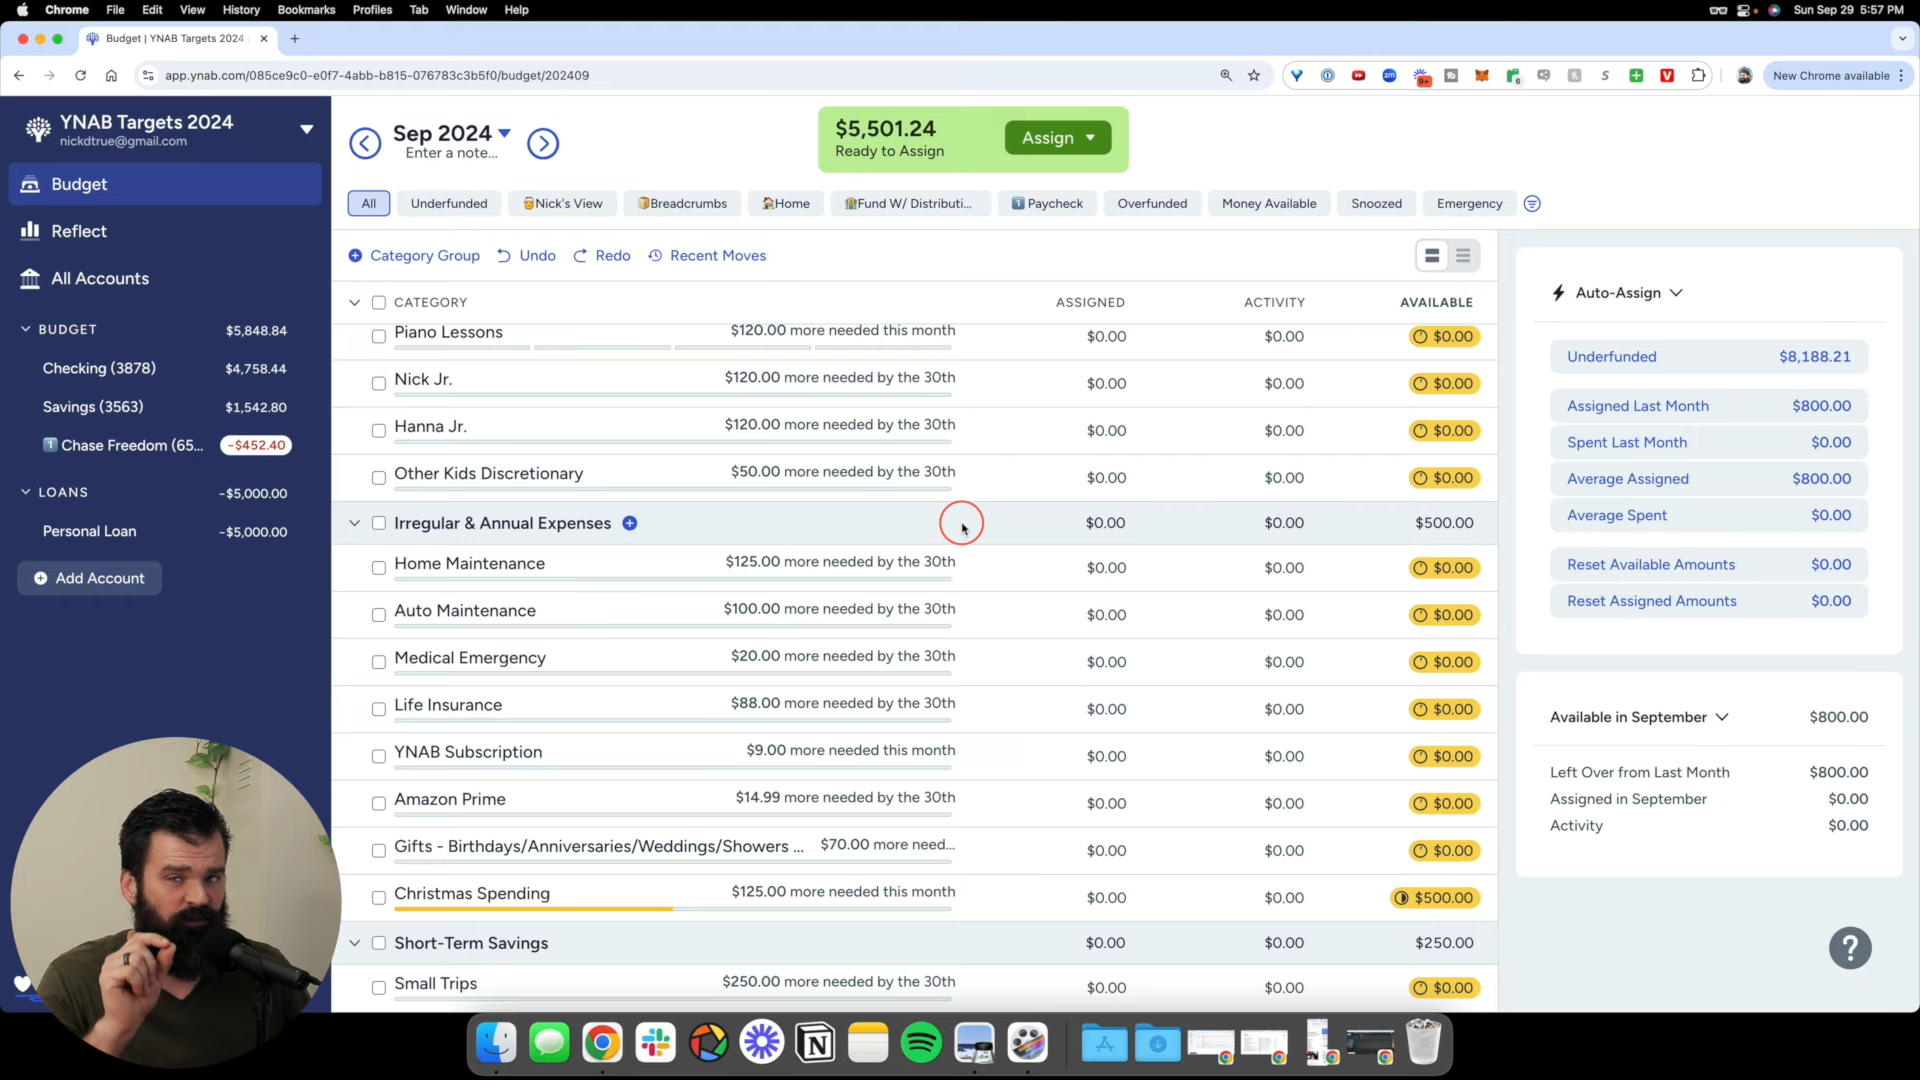 Chrome File Edit View History Bookmarks Profiles Tab Window Help Sun Sep 29 5:57 PM
Budget | YNAB Targets 2024
app.ynab.com/085ce9c0-e0f7-4abb-b815-076783c3b5f0/budget/202409
New Chrome available
YNAB Targets 2024
nickdtrue@gmail.com
Budget
Reflect
All Accounts
BUDGET $5,848.84
Checking (3878) $4,758.44
Savings (3563) $1,542.80
1 Chase Freedom (65... -$452.40
LOANS -$5,000.00
Personal Loan -$5,000.00
Add Account
Sep 2024
Enter a note...
$5,501.24
Ready to Assign
Assign
All Underfunded Nick's View Breadcrumbs Home Fund W/ Distributi... 1 Paycheck Overfunded Money Available Snoozed Emergency
Category Group Undo Redo Recent Moves
CATEGORY ASSIGNED ACTIVITY AVAILABLE
Piano Lessons $120.00 more needed this month $0.00 $0.00 $0.00
Nick Jr. $120.00 more needed by the 30th $0.00 $0.00 $0.00
Hanna Jr. $120.00 more needed by the 30th $0.00 $0.00 $0.00
Other Kids Discretionary $50.00 more needed by the 30th $0.00 $0.00 $0.00
Irregular & Annual Expenses $0.00 $0.00 $500.00
Home Maintenance $125.00 more needed by the 30th $0.00 $0.00 $0.00
Auto Maintenance $100.00 more needed by the 30th $0.00 $0.00 $0.00
Medical Emergency $20.00 more needed by the 30th $0.00 $0.00 $0.00
Life Insurance $88.00 more needed by the 30th $0.00 $0.00 $0.00
YNAB Subscription $9.00 more needed this month $0.00 $0.00 $0.00
Amazon Prime $14.99 more needed by the 30th $0.00 $0.00 $0.00
Gifts - Birthdays/Anniversaries/Weddings/Showers ... $70.00 more need... $0.00 $0.00 $0.00
Christmas Spending $125.00 more needed this month $0.00 $0.00 $500.00
Short-Term Savings $0.00 $0.00 $250.00
Small Trips $250.00 more needed by the 30th $0.00 $0.00 $0.00
Auto-Assign
Underfunded $8,188.21
Assigned Last Month $800.00
Spent Last Month $0.00
Average Assigned $800.00
Average Spent $0.00
Reset Available Amounts $0.00
Reset Assigned Amounts $0.00
Available in September $800.00
Left Over from Last Month $800.00
Assigned in September $0.00
Activity $0.00
?